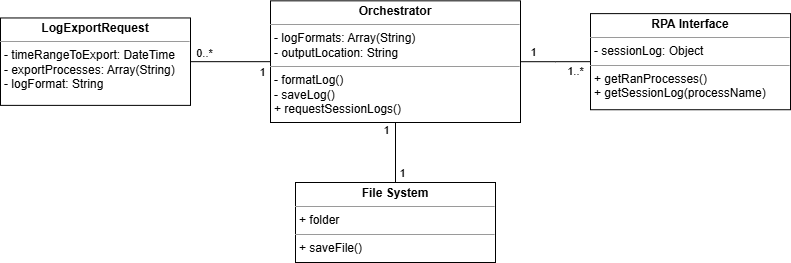 LogExportRequest
- timeRangeToExport: DateTime
- exportProcesses: Array(String)
- logFormat: String
0..*
1
Orchestrator
- logFormats: Array(String)
- outputLocation: String
- formatLog()
- saveLog()
+ requestSessionLogs()
1
1..*
RPA Interface
- sessionLog: Object
+ getRanProcesses()
+ getSessionLog(processName)
1
1
File System
+ folder
+ saveFile()